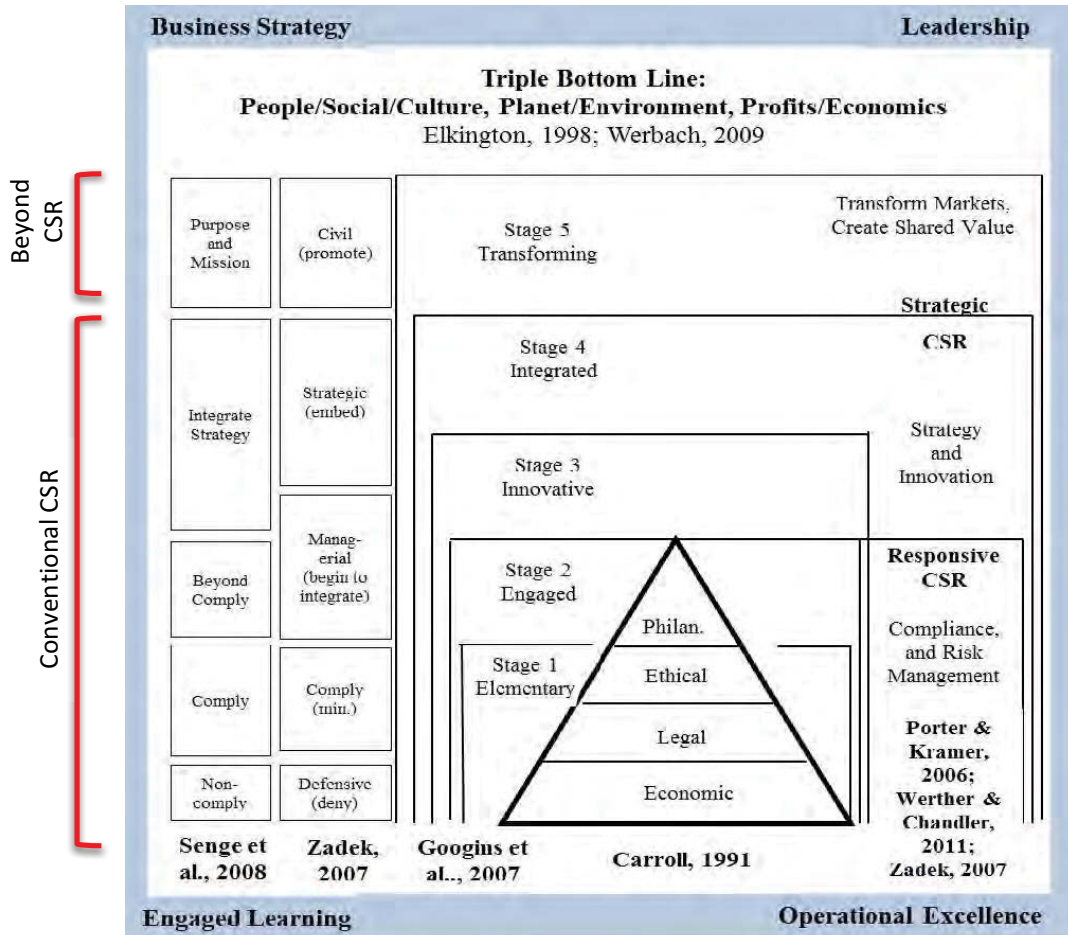 Business Strategy
Leadership
Triple Bottom Line:
People/Social/Culture, Planet/Environment, Profits/Economics
Elkington, 1998; Werbach, 2009
Beyond
CSR
Conventional CSR
Purpose
and
Mission
Integrate
Strategy
Beyond
Comply
Comply
Non-
comply
Senge et
al., 2008
Civil
(promote)
Strategic
(embed)
Manag-
erial
(begin to
integrate)
Comply
(min.)
Defensive
(deny)
Zadek,
2007
Stage 5
Transforming
Stage 4
Integrated
Stage 3
Innovative
Stage 2
Engaged
Stage 1
Elementary
Googins et
al.., 2007
Philan.
Ethical
Legal
Economic
Carroll, 1991
Transform Markets,
Create Shared Value
Strategic
CSR
Strategy
and
Innovation
Responsive
CSR
Compliance,
and Risk
Management
Porter &
Kramer,
2006;
Werther &
Chandler,
2011;
Zadek, 2007
Engaged Learning
Operational Excellence